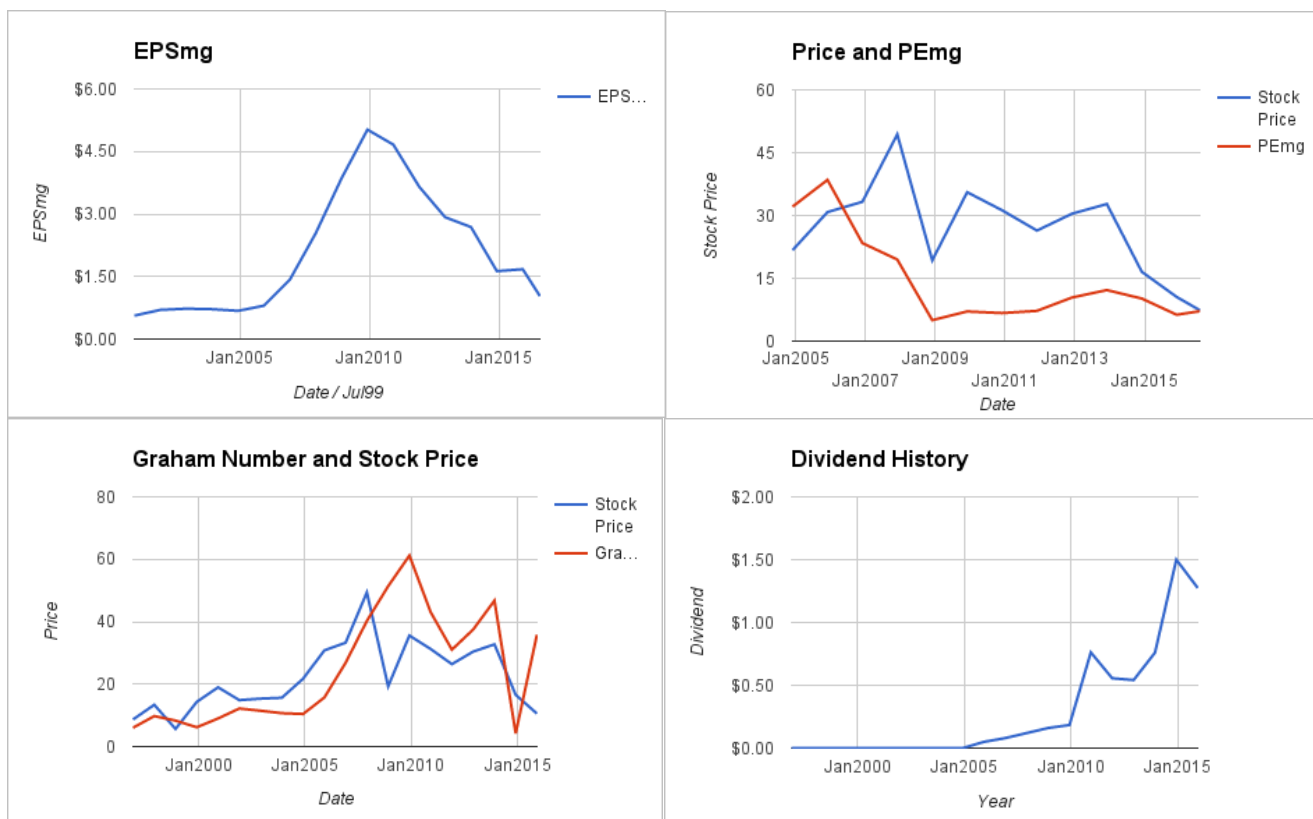 EPSmg
$6.00
$4.50
$3.00
$1.50
$0.00
EPSmg
Jan2005
Jan2010
Jan2015
Date / Jul99
EPS...
Price and PEmg
60
45
30
15
0
Stock Price
Jan2005
Jan2009
Jan2013
Jan2007
Jan2011
Jan2015
Date
Stock
Price
PEmg
Graham Number and Stock Price
80
60
40
20
0
Price
Jan2000
Jan2005
Jan2010
Jan2015
Date
Stock
Price
Gra...
Dividend History
$2.00
$1.50
$1.00
$0.50
$0.00
Dividend
Jan2000
Jan2005
Jan2010
Jan2015
Year